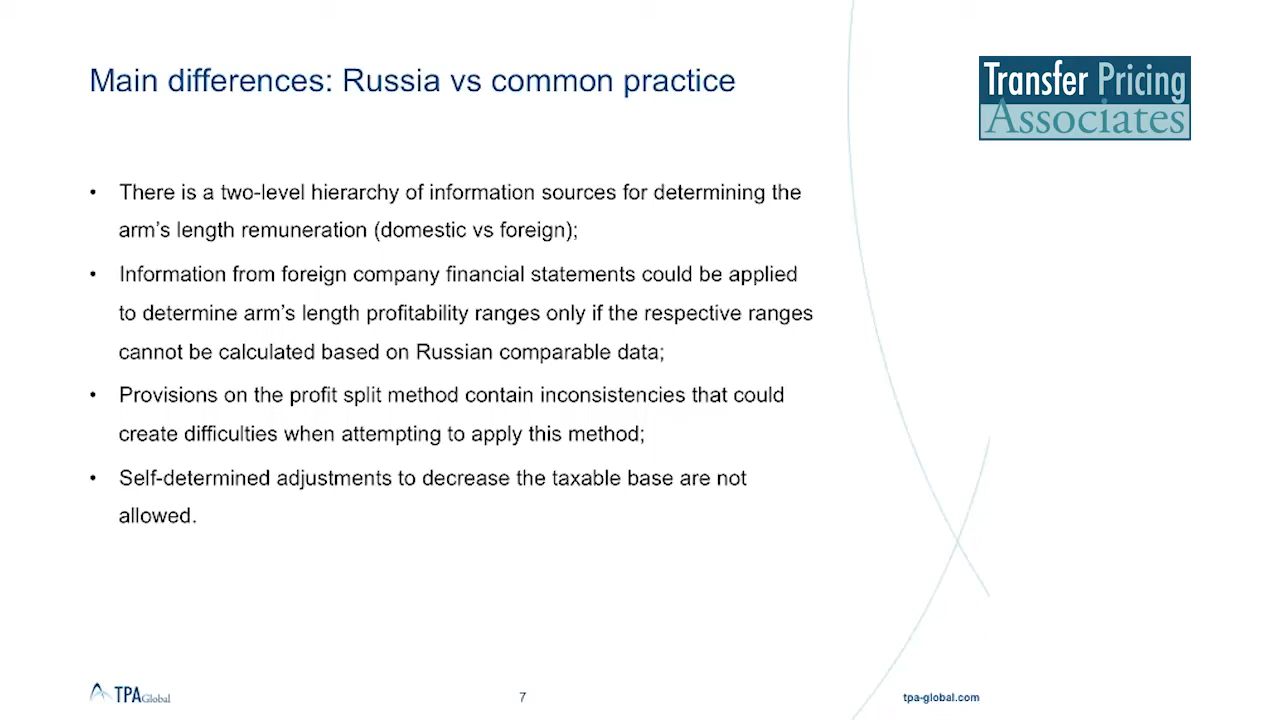 Main differences: Russia vs common practice
Transfer Pricing
Associates
• There is a two-level hierarchy of information sources for determining the
arm’s length remuneration (domestic vs foreign);
• Information from foreign company financial statements could be applied
to determine arm’s length profitability ranges only if the respective ranges
cannot be calculated based on Russian comparable data;
• Provisions on the profit split method contain inconsistencies that could
create difficulties when attempting to apply this method;
• Self-determined adjustments to decrease the taxable base are not
allowed.
TPAGlobal
7
tpa-global.com